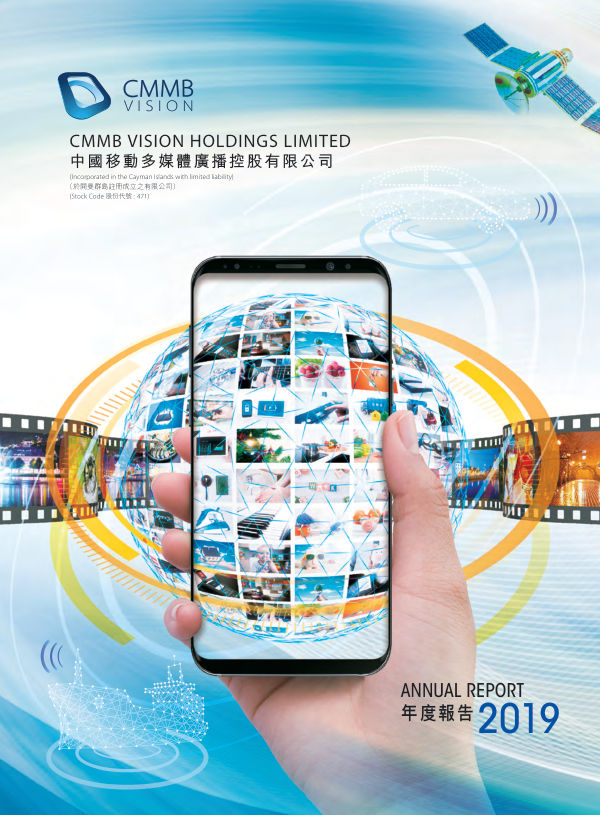 CMMB
VISION
CMMB VISION HOLDINGS LIMITED
中國移動多媒體廣播控股有限公司
(Incorporated in the Cayman Islands with limited liability)
(於開曼群島註冊成立之有限公司)
(Stock Code 股份代號 : 471)
ANNUAL REPORT
年度報告 2019